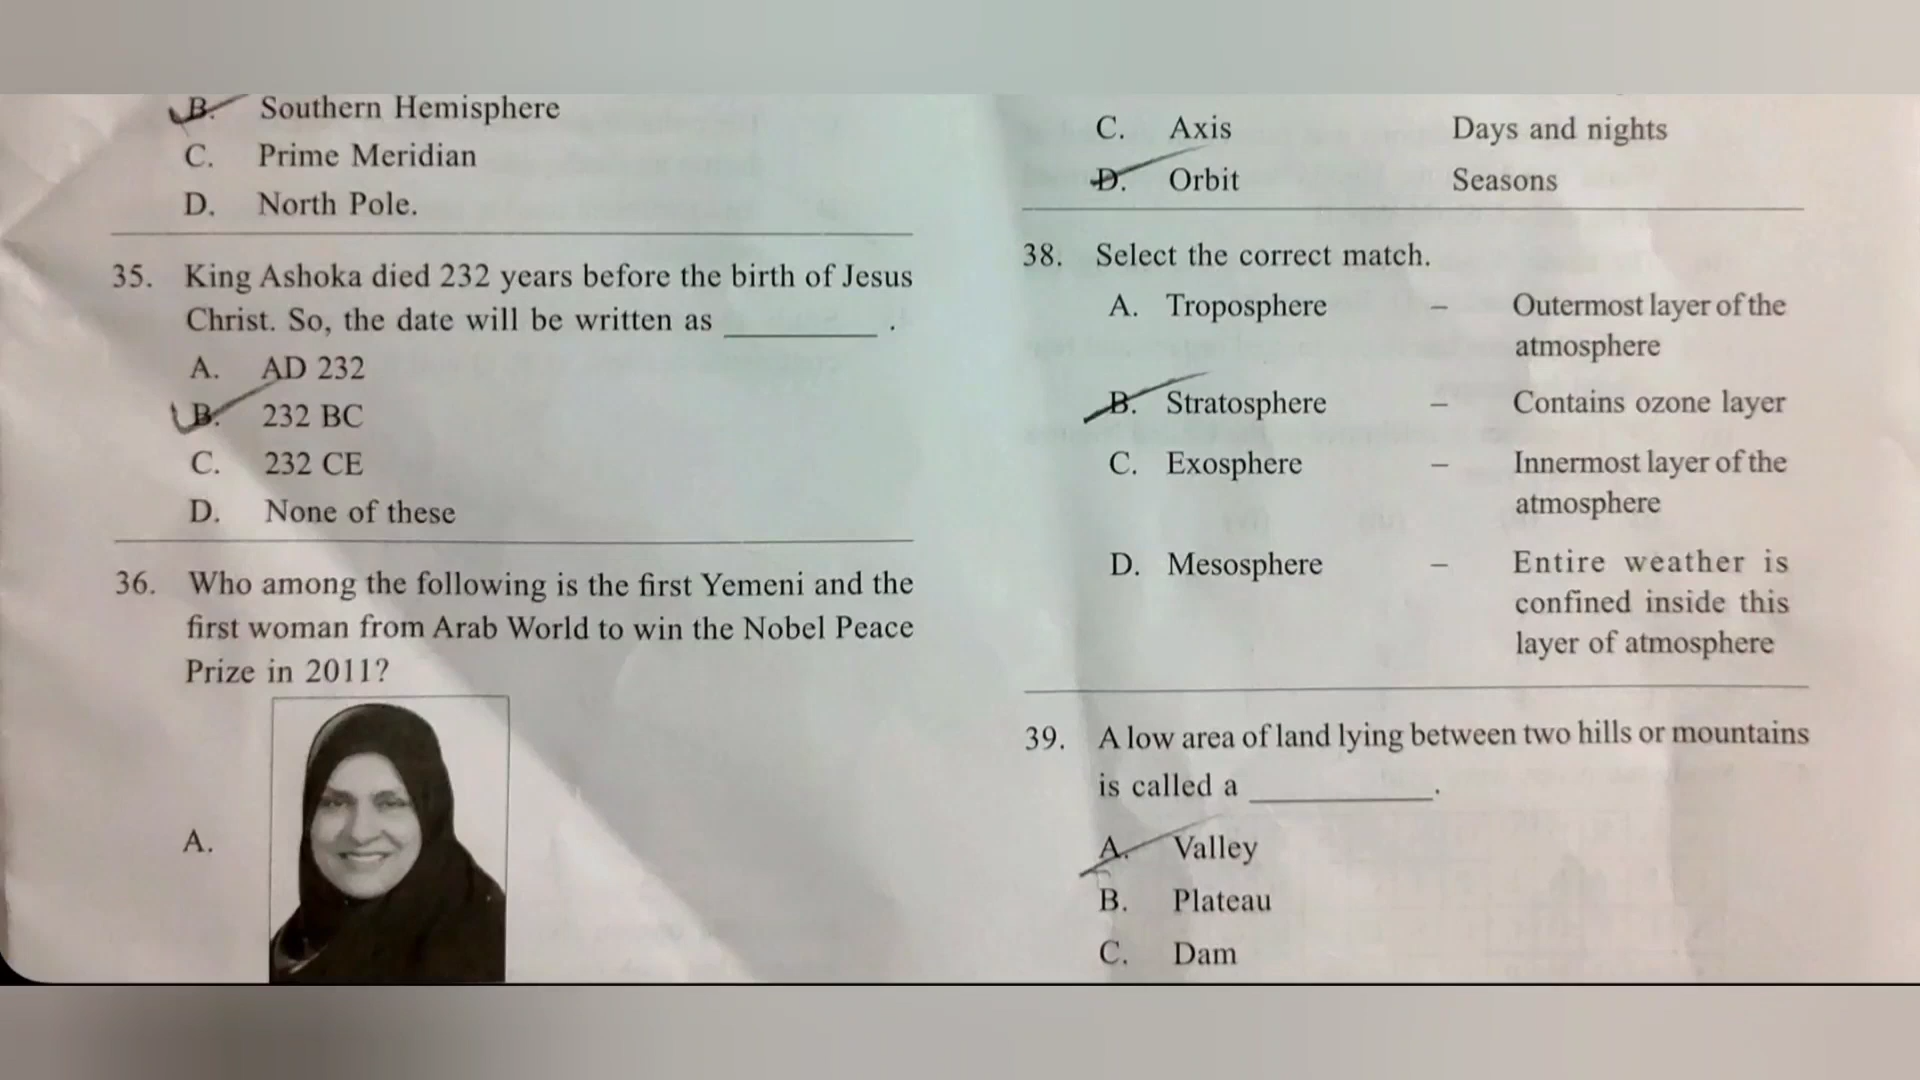 B. Southern Hemisphere
C. Prime Meridian
D. North Pole.
35. King Ashoka died 232 years before the birth of Jesus
Christ. So, the date will be written as __________ .
A. AD 232
B. 232 BC
C. 232 CE
D. None of these
36. Who among the following is the first Yemeni and the
first woman from Arab World to win the Nobel Peace
Prize in 2011?
A.
C. Axis Days and nights
D. Orbit Seasons
38. Select the correct match.
A. Troposphere – Outermost layer of the
atmosphere
B. Stratosphere – Contains ozone layer
C. Exosphere – Innermost layer of the
atmosphere
D. Mesosphere – Entire weather is
confined inside this
layer of atmosphere
39. A low area of land lying between two hills or mountains
is called a __________.
A. Valley
B. Plateau
C. Dam